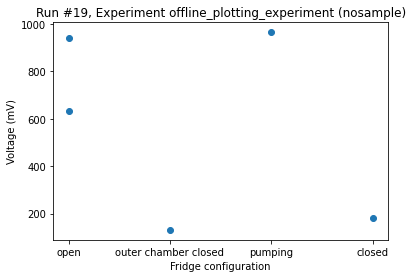 Run #19, Experiment offline_plotting_experiment (nosample)
1000
800
600
400
200
Voltage (mV)
open outer chamber closed pumping closed
Fridge configuration